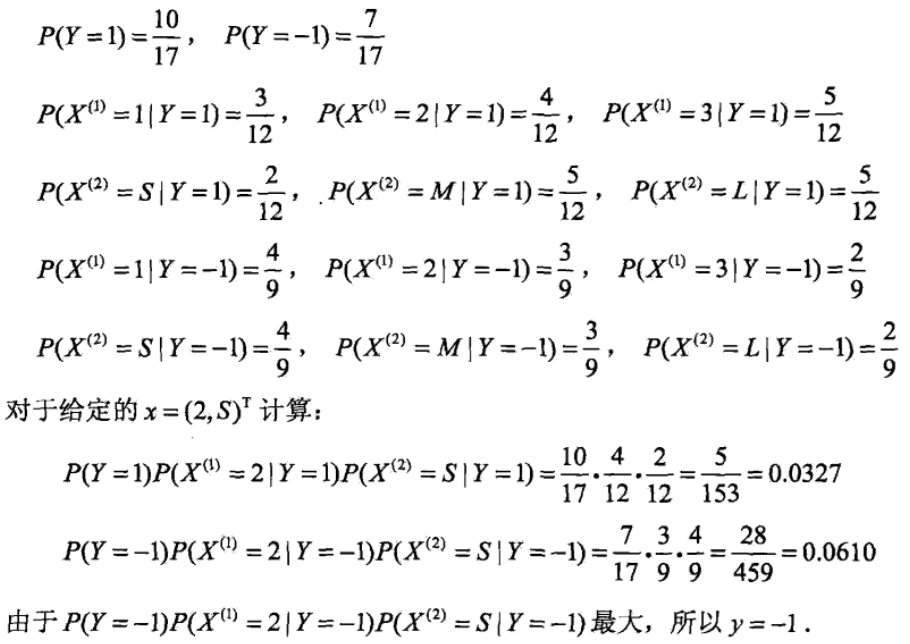 P(Y=1)=10/17, P(Y=-1)=7/17
P(X^(1)=1|Y=1)=3/12, P(X^(1)=2|Y=1)=4/12, P(X^(1)=3|Y=1)=5/12
P(X^(2)=S|Y=1)=2/12, P(X^(2)=M|Y=1)=5/12, P(X^(2)=L|Y=1)=5/12
P(X^(1)=1|Y=-1)=4/9, P(X^(1)=2|Y=-1)=3/9, P(X^(1)=3|Y=-1)=2/9
P(X^(2)=S|Y=-1)=4/9, P(X^(2)=M|Y=-1)=3/9, P(X^(2)=L|Y=-1)=2/9
对于给定的 x=(2,S)^T 计算:
P(Y=1)P(X^(1)=2|Y=1)P(X^(2)=S|Y=1)=10/17·4/12·2/12=5/153=0.0327
P(Y=-1)P(X^(1)=2|Y=-1)P(X^(2)=S|Y=-1)=7/17·3/9·4/9=28/459=0.0610
由于 P(Y=-1)P(X^(1)=2|Y=-1)P(X^(2)=S|Y=-1) 最大，所以 y=-1.